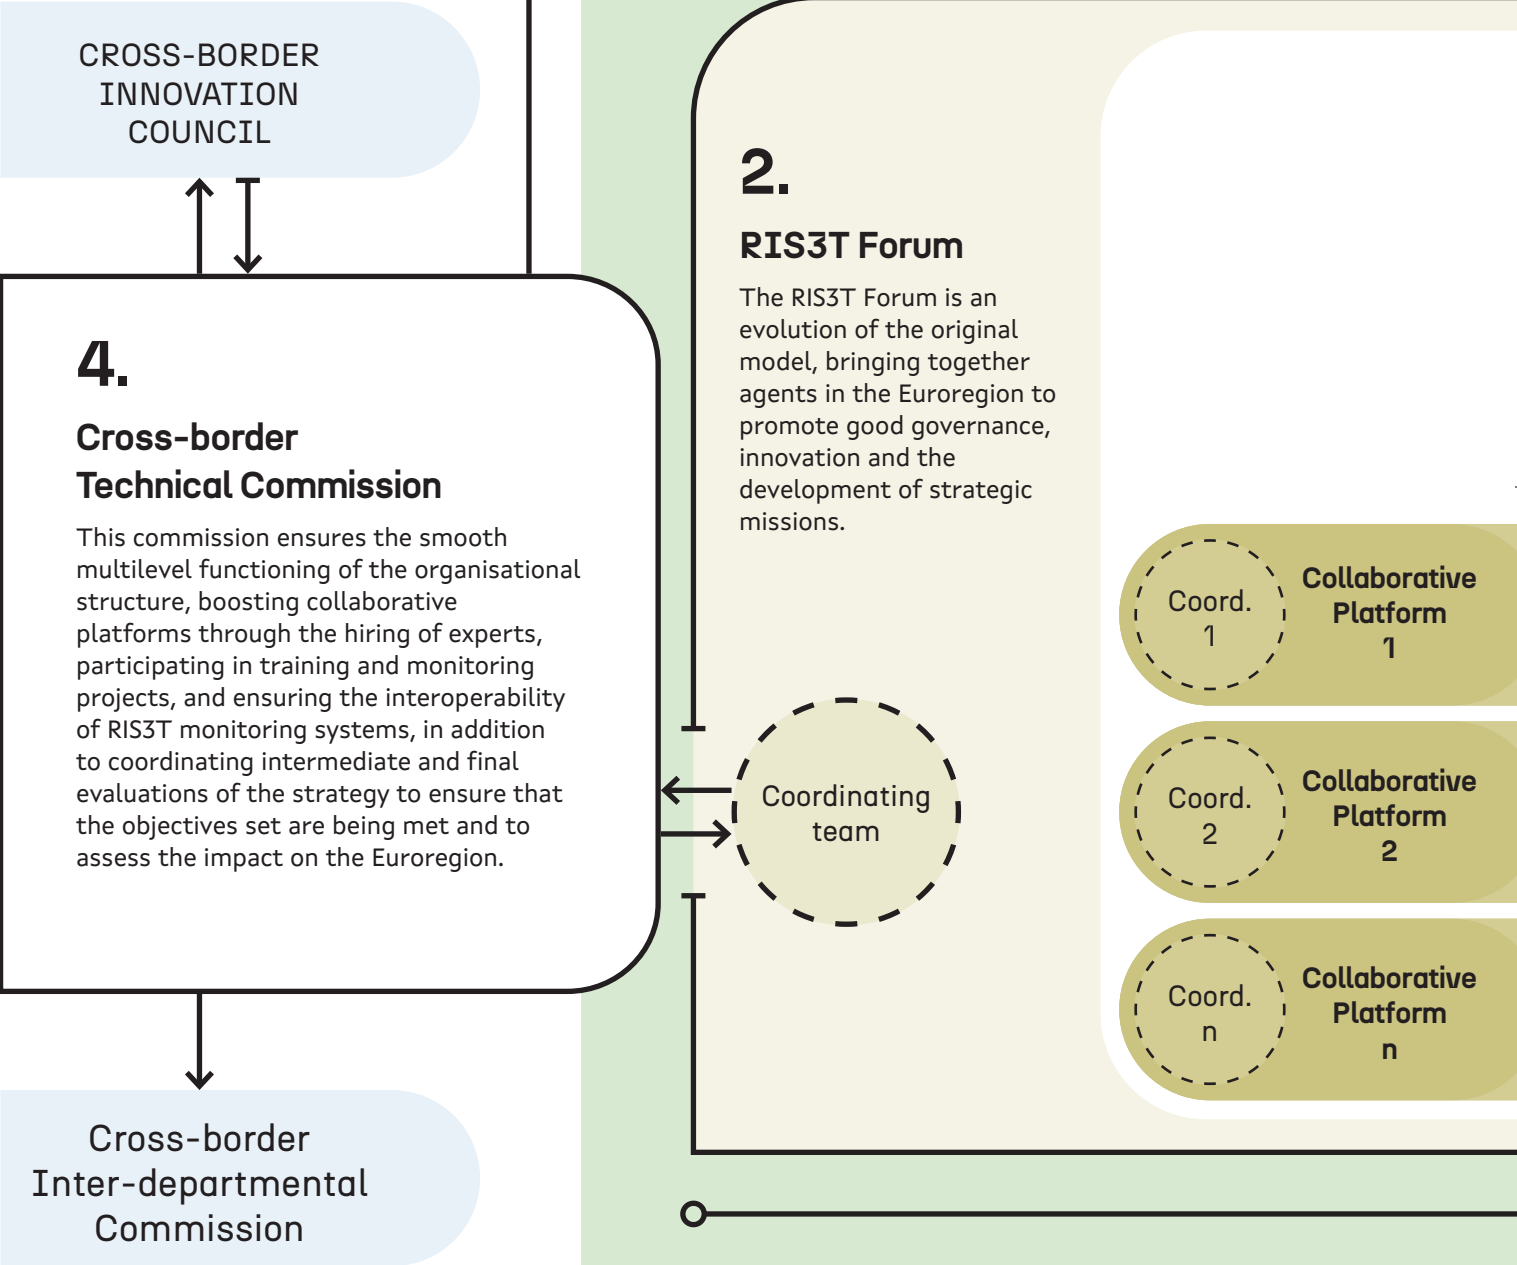 CROSS-BORDER
INNOVATION
COUNCIL
4.
Cross-border
Technical Commission
This commission ensures the smooth
multilevel functioning of the organisational
structure, boosting collaborative
platforms through the hiring of experts,
participating in training and monitoring
projects, and ensuring the interoperability
of RIS3T monitoring systems, in addition
to coordinating intermediate and final
evaluations of the strategy to ensure that
the objectives set are being met and to
assess the impact on the Euroregion.
Cross-border
Inter-departmental
Commission
2.
RIS3T Forum
The RIS3T Forum is an
evolution of the original
model, bringing together
agents in the Euroregion to
promote good governance,
innovation and the
development of strategic
missions.
Coordinating
team
Coord.
1
Collaborative
Platform
1
Coord.
2
Collaborative
Platform
2
Coord.
n
Collaborative
Platform
n